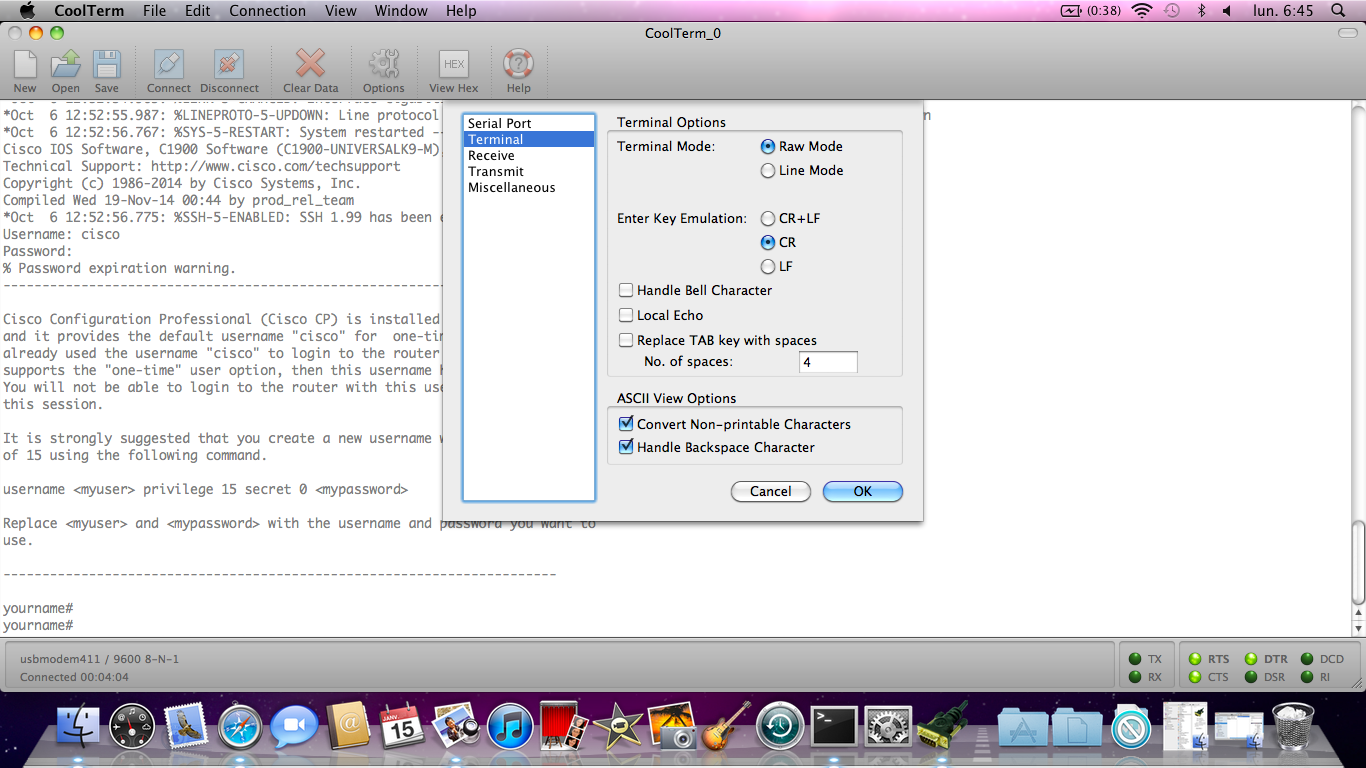 CoolTerm File Edit Connection View Window Help (0:38) lun. 6:45
CoolTerm_0
New Open Save Connect Disconnect Clear Data Options View Hex Help
HEX
*Oct 6 12:52:55.987: %LINEPROTO-5-UPDOWN: Line protocol
*Oct 6 12:52:56.767: %SYS-5-RESTART: System restarted --
Cisco IOS Software, C1900 Software (C1900-UNIVERSALK9-M),
Technical Support: http://www.cisco.com/techsupport
Copyright (c) 1986-2014 by Cisco Systems, Inc.
Compiled Wed 19-Nov-14 00:44 by prod_rel_team
*Oct 6 12:52:56.775: %SSH-5-ENABLED: SSH 1.99 has been
Username: cisco
Password:
% Password expiration warning.
-----------------------------------------------------------------------
Cisco Configuration Professional (Cisco CP) is installed
and it provides the default username "cisco" for one-tim
already used the username "cisco" to login to the router
supports the "one-time" user option, then this username
You will not be able to login to the router with this use
this session.
It is strongly suggested that you create a new username
of 15 using the following command.
username <myuser> privilege 15 secret 0 <mypassword>
Replace <myuser> and <mypassword> with the username and password you want to
use.
-----------------------------------------------------------------------
yourname#
yourname#
Serial Port
Terminal
Receive
Transmit
Miscellaneous
Terminal Options
Terminal Mode: Raw Mode
Line Mode
Enter Key Emulation: CR+LF
CR
LF
Handle Bell Character
Local Echo
Replace TAB key with spaces
No. of spaces: 4
ASCII View Options
Convert Non-printable Characters
Handle Backspace Character
Cancel OK
usbmodem411 / 9600 8-N-1
Connected 00:04:04
TX RTS DTR DCD
RX CTS DSR RI
JANV.
15